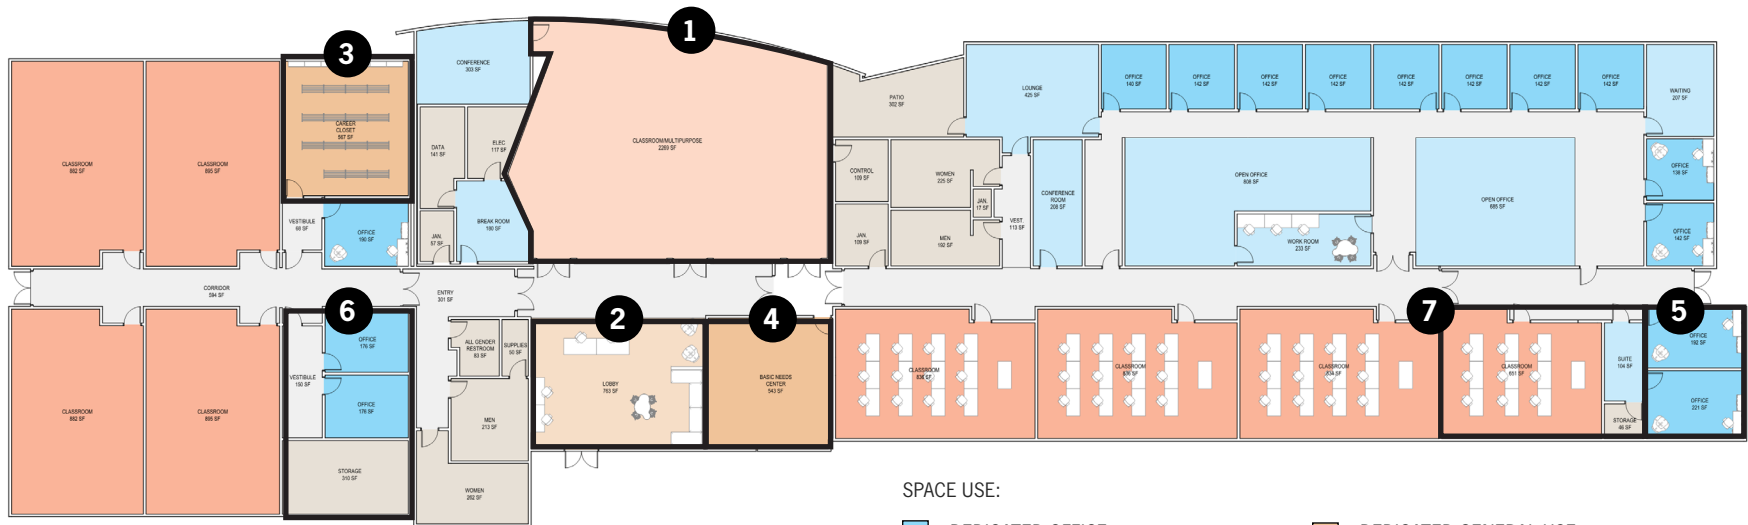 1
3
CONFERENCE
303 SF
LOUNGE
425 SF
OFFICE
140 SF
OFFICE
142 SF
OFFICE
142 SF
OFFICE
142 SF
OFFICE
142 SF
OFFICE
142 SF
OFFICE
142 SF
OFFICE
142 SF
WAITING
207 SF
PATIO
302 SF
CAREER
CLOSET
567 SF
CLASSROOM/MULTIPURPOSE
2269 SF
DATA
141 SF
ELEC
117 SF
CLASSROOM
882 SF
CLASSROOM
895 SF
CONTROL
109 SF
WOMEN
225 SF
CONFERENCE
ROOM
208 SF
OPEN OFFICE
808 SF
OPEN OFFICE
685 SF
OFFICE
138 SF
JAN.
17 SF
VESTIBULE
68 SF
OFFICE
190 SF
JAN.
57 SF
BREAK ROOM
190 SF
JAN
109 SF
MEN
192 SF
VEST.
113 SF
WORK ROOM
233 SF
OFFICE
142 SF
CORRIDOR
594 SF
ENTRY
301 SF
6
2
4
7
5
OFFICE
176 SF
VESTIBULE
150 SF
OFFICE
176 SF
ALL GENDER
RESTROOM
83 SF
SUPPLIES
50 SF
LOBBY
763 SF
BASIC NEEDS
CENTER
543 SF
CLASSROOM
836 SF
CLASSROOM
836 SF
CLASSROOM
834 SF
CLASSROOM
651 SF
SUITE
104 SF
STORAGE
46 SF
OFFICE
192 SF
OFFICE
221 SF
CLASSROOM
882 SF
CLASSROOM
895 SF
MEN
213 SF
STORAGE
310 SF
WOMEN
262 SF
SPACE USE:
DEDICATED OFFICE
DEDICATED GENERAL USE